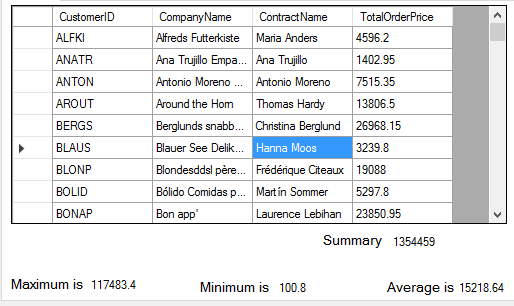 CustomerID CompanyName ContractName TotalOrderPrice
ALFKI Alfreds Futterkiste Maria Anders 4596.2
ANATR Ana Trujillo Empa... Ana Trujillo 1402.95
ANTON Antonio Moreno ... Antonio Moreno 7515.35
AROUT Around the Horn Thomas Hardy 13806.5
BERGS Berglunds snabb... Christina Berglund 26968.15
BLAUS Blauer See Delik... Hanna Moos 3239.8
BLONP Blondesddsl père... Frédérique Citeaux 19088
BOLID Bólido Comidas p... Martín Sommer 5297.8
BONAP Bon app' Laurence Lebihan 23850.95
Summary 1354459
Maximum is 117483.4 Minimum is 100.8 Average is 15218.64